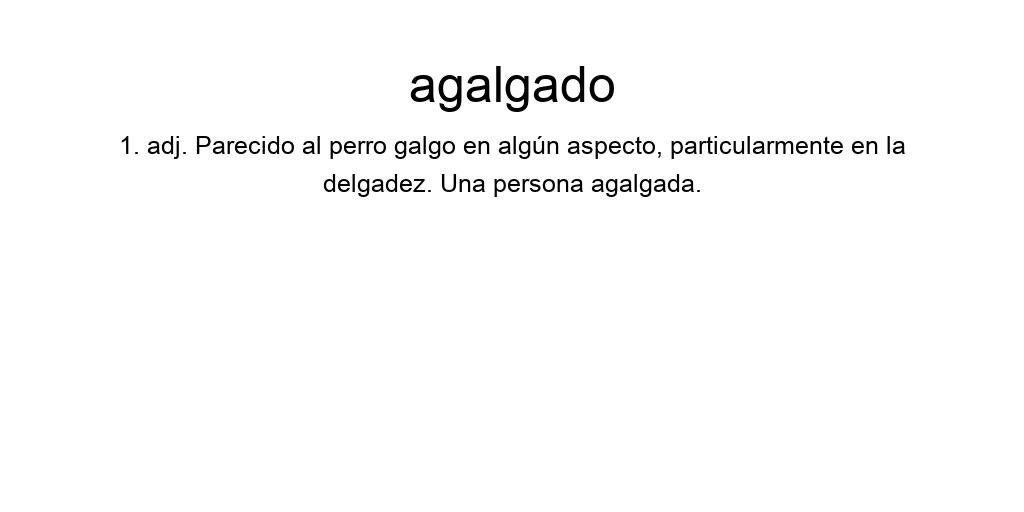 agalgado
1. adj. Parecido al perro galgo en algún aspecto, particularmente en la
delgadez. Una persona agalgada.